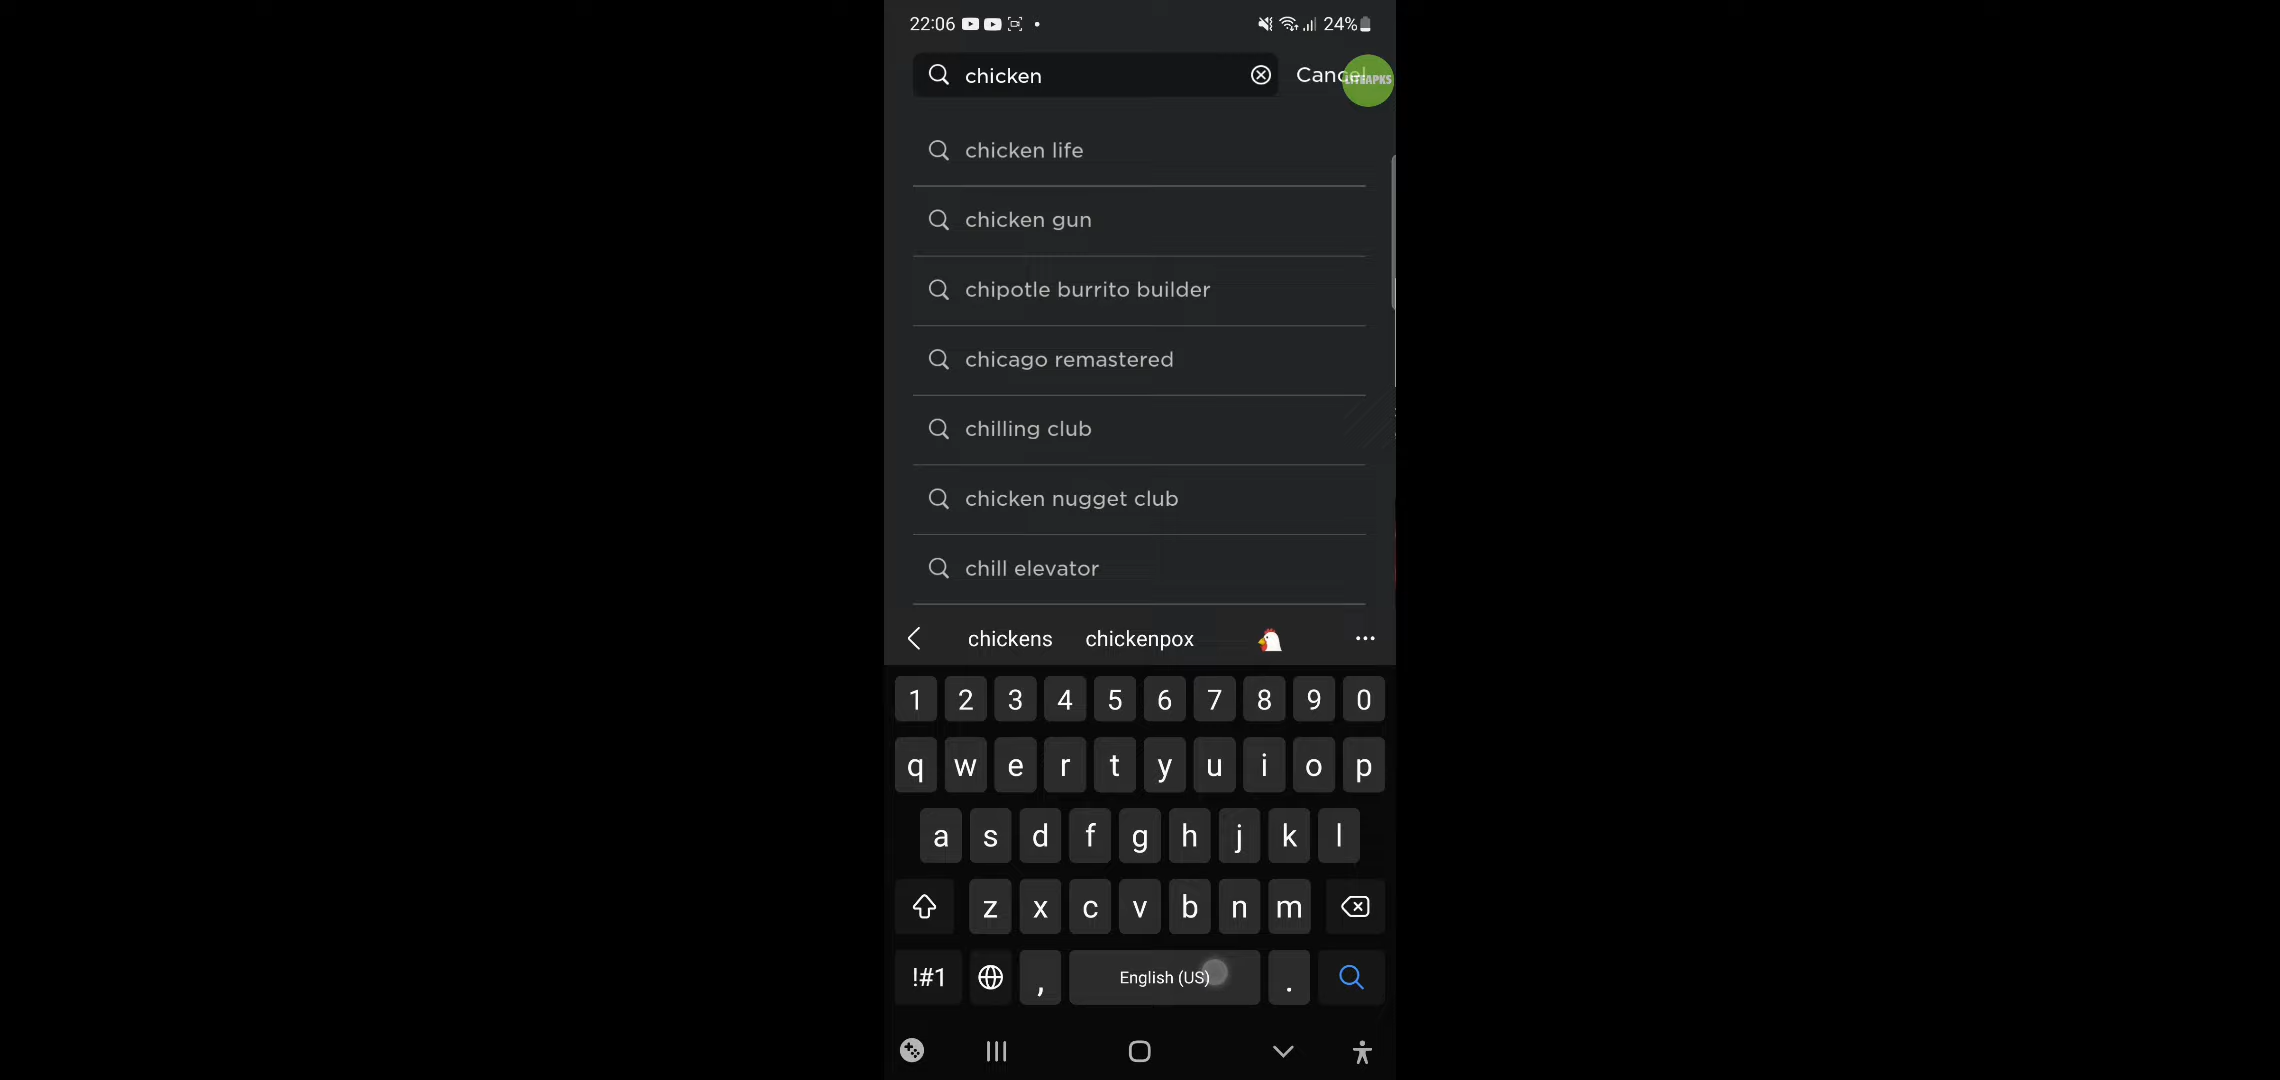 22:06 24%
chicken Cancel
LITEAPKS
chicken life
chicken gun
chipotle burrito builder
chicago remastered
chilling club
chicken nugget club
chill elevator
chickens chickenpox
1 2 3 4 5 6 7 8 9 0
q w e r t y u i o p
a s d f g h j k l
z x c v b n m
!#1 , English (US) .